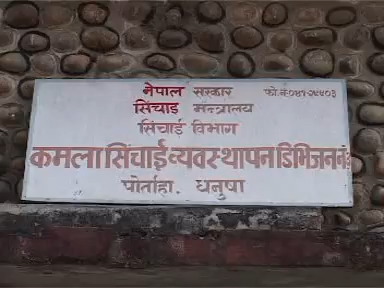 नेपाल सरकार
सिंचाइ मन्त्रालय
सिंचाई विभाग
कमला सिंचाई व्यवस्थापन डिभिजन नं.
पोर्ताहा, धनुषा